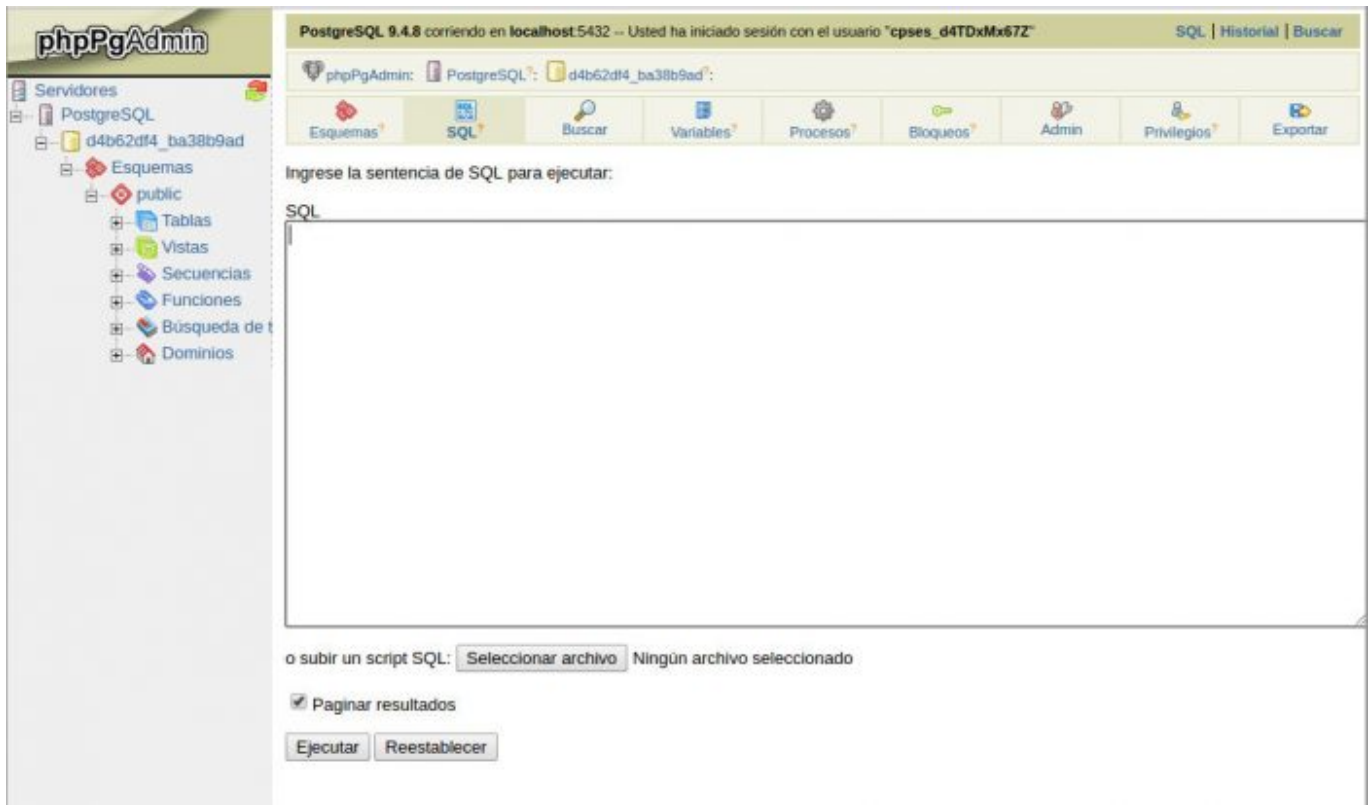 phpPgAdmin
Servidores
PostgreSQL
d4b62df4_ba38b9ad
Esquemas
public
Tablas
Vistas
Secuencias
Funciones
Búsqueda de t
Dominios
PostgreSQL 9.4.8 corriendo en localhost:5432 -- Usted ha iniciado sesión con el usuario "cpses_d4TDxMx67Z"
SQL | Historial | Buscar
phpPgAdmin: PostgreSQL?: d4b62df4_ba38b9ad?:
Esquemas? SQL? Buscar Variables? Procesos? Bloqueos? Admin Privilegios? Exportar
Ingrese la sentencia de SQL para ejecutar:
SQL
o subir un script SQL: Seleccionar archivo Ningún archivo seleccionado
Paginar resultados
Ejecutar Reestablecer